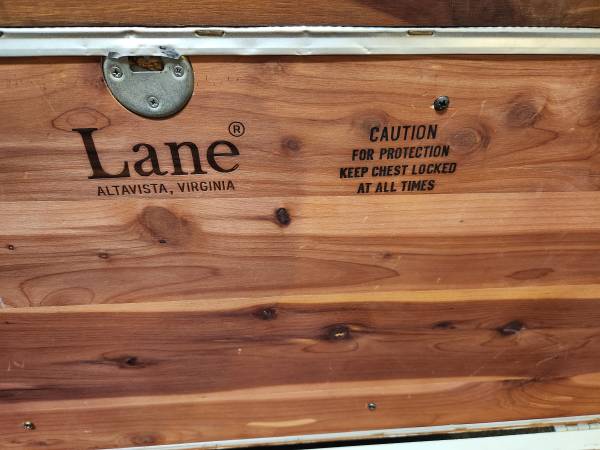 Lane®
ALTAVISTA, VIRGINIA
CAUTION
FOR PROTECTION
KEEP CHEST LOCKED
AT ALL TIMES